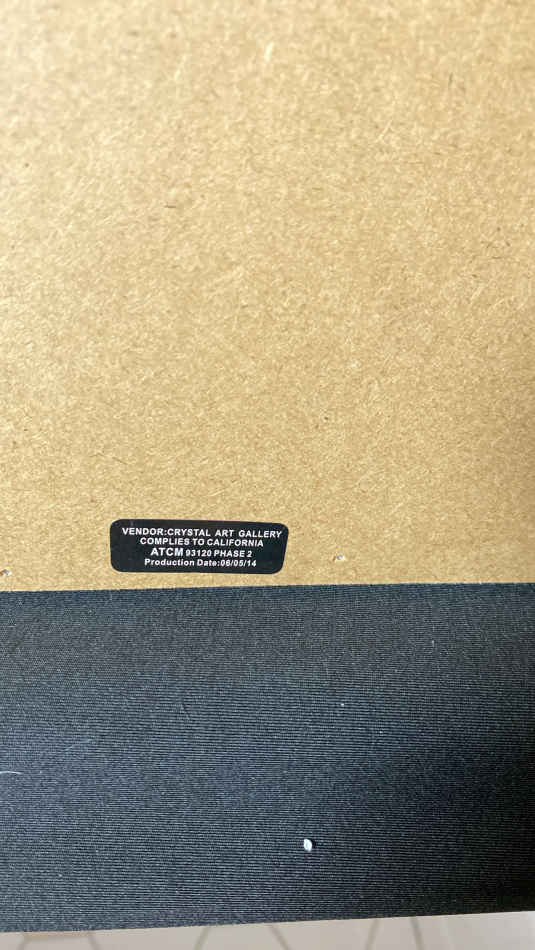 VENDOR:CRYSTAL ART GALLERY
COMPLIES TO CALIFORNIA
ATCM 93120 PHASE 2
Production Date:06/05/14